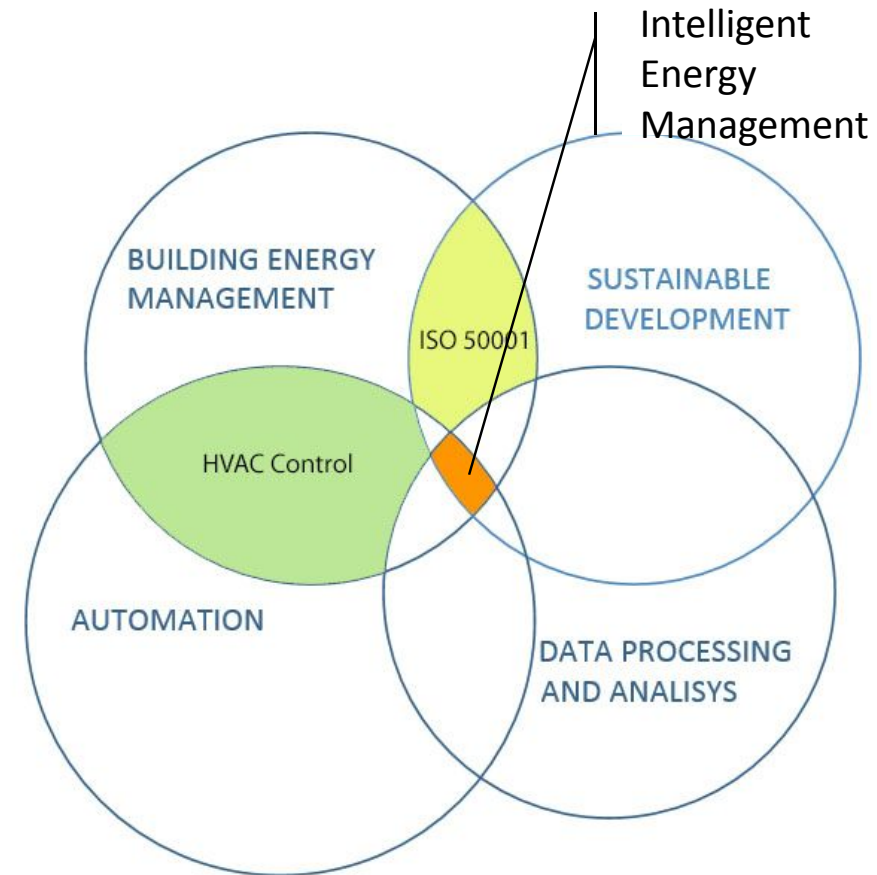 Intelligent
Energy
Management
BUILDING ENERGY
MANAGEMENT
SUSTAINABLE
DEVELOPMENT
ISO 50001
HVAC Control
AUTOMATION
DATA PROCESSING
AND ANALISYS